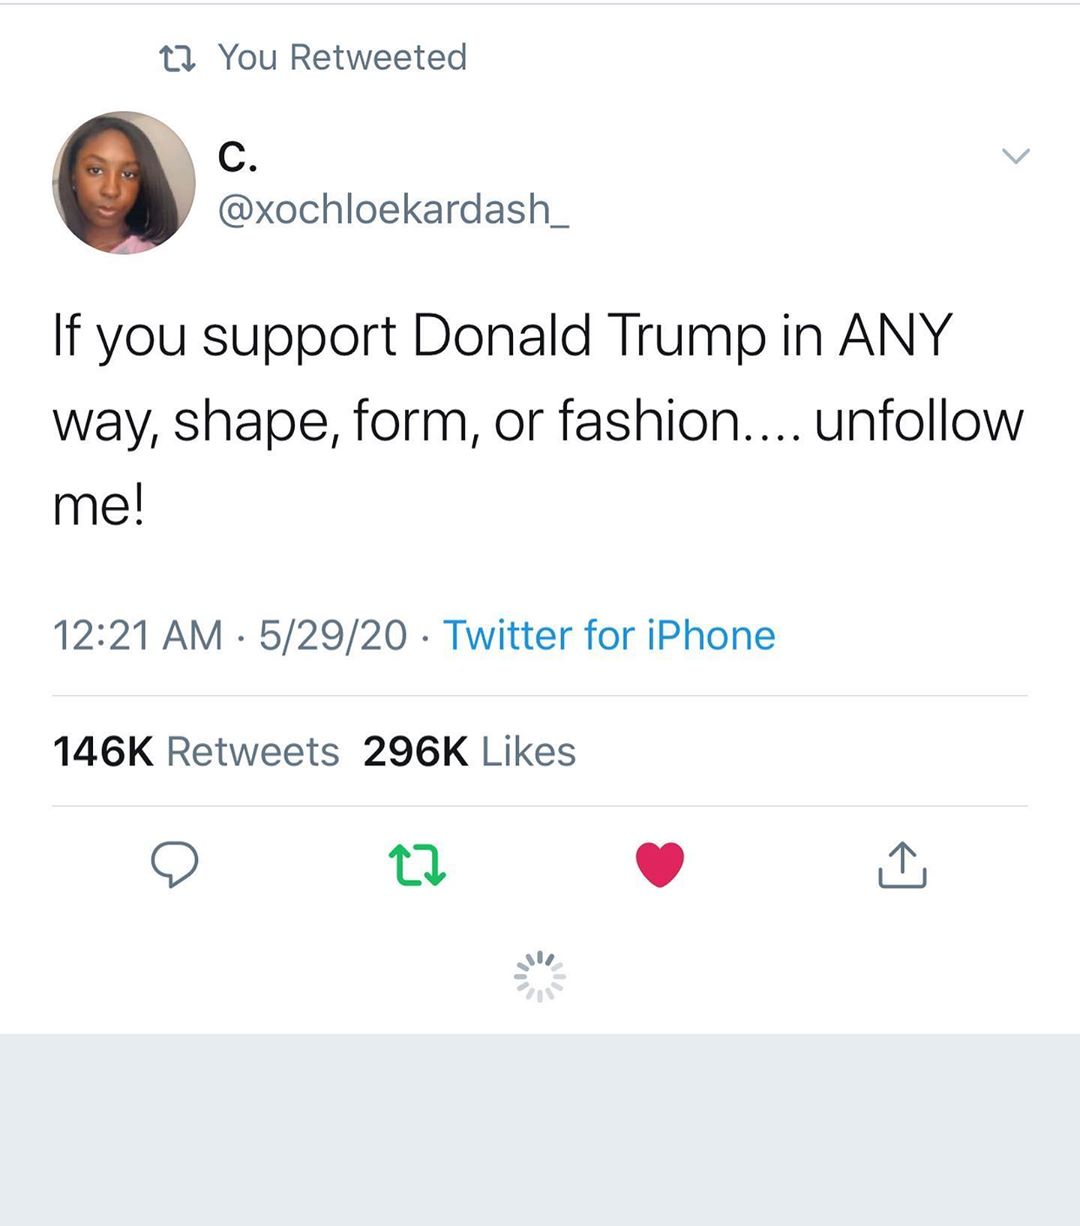 You Retweeted
C.
@xochloekardash_
If you support Donald Trump in ANY
way, shape, form, or fashion.... unfollow
me!
12:21 AM · 5/29/20 · Twitter for iPhone
146K Retweets 296K Likes